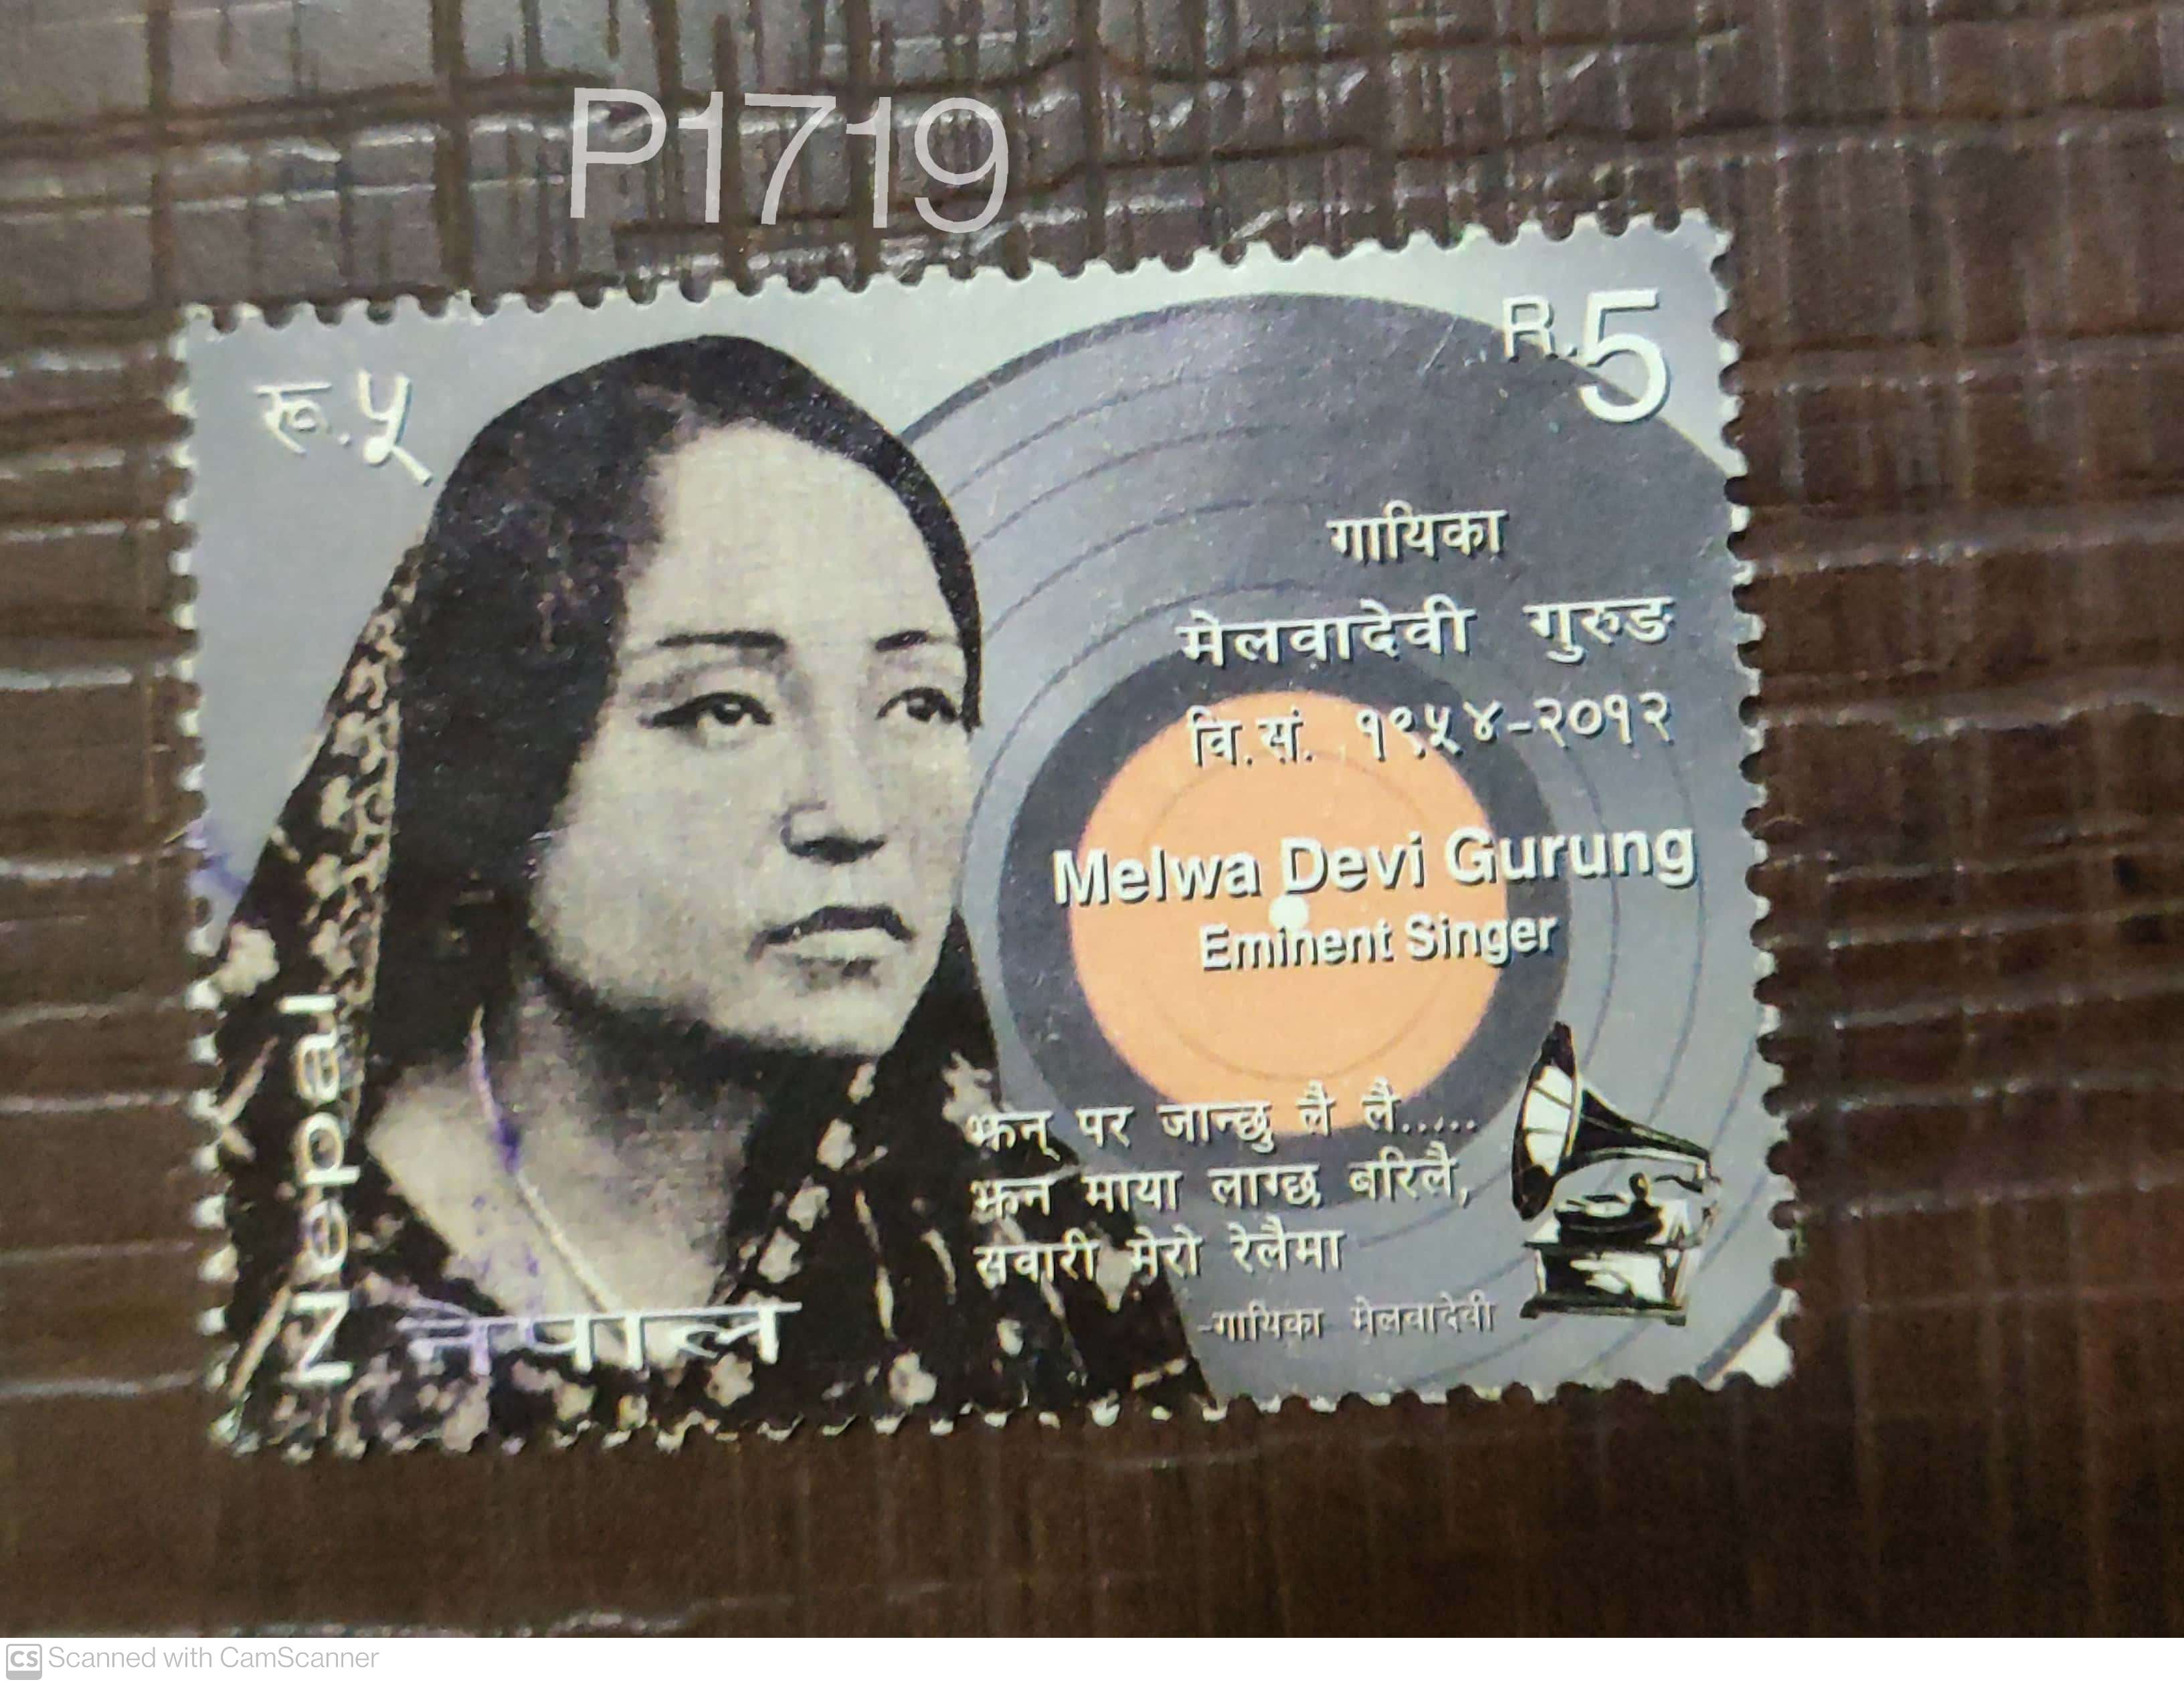 P1719
रू.५
R.5
गायिका
मेलवादेवी गुरुङ
वि.सं. १९५४-२०१२
Melwa Devi Gurung
Eminent Singer
झन् पर जान्छु लै लै.....
झन माया लाग्छ बरिलै,
सवारी मेरो रेलैमा
-गायिका मेलवादेवी
Nepal
नेपाल
CS Scanned with CamScanner